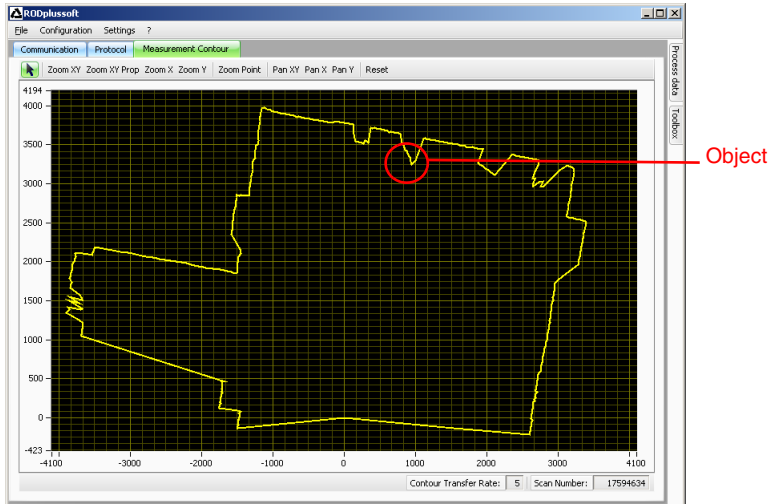 RODplussoft
File Configuration Settings ?
Communication Protocol Measurement Contour
Zoom XY Zoom XY Prop Zoom X Zoom Y Zoom Point Pan XY Pan X Pan Y Reset
Process data
Toolbox
4194
4000
3500
Object
3000
2500
2000
1500
1000
500
0
-423
-4100 -3000 -2000 -1000 0 1000 2000 3000 4100
Contour Transfer Rate: 5 Scan Number: 17594634